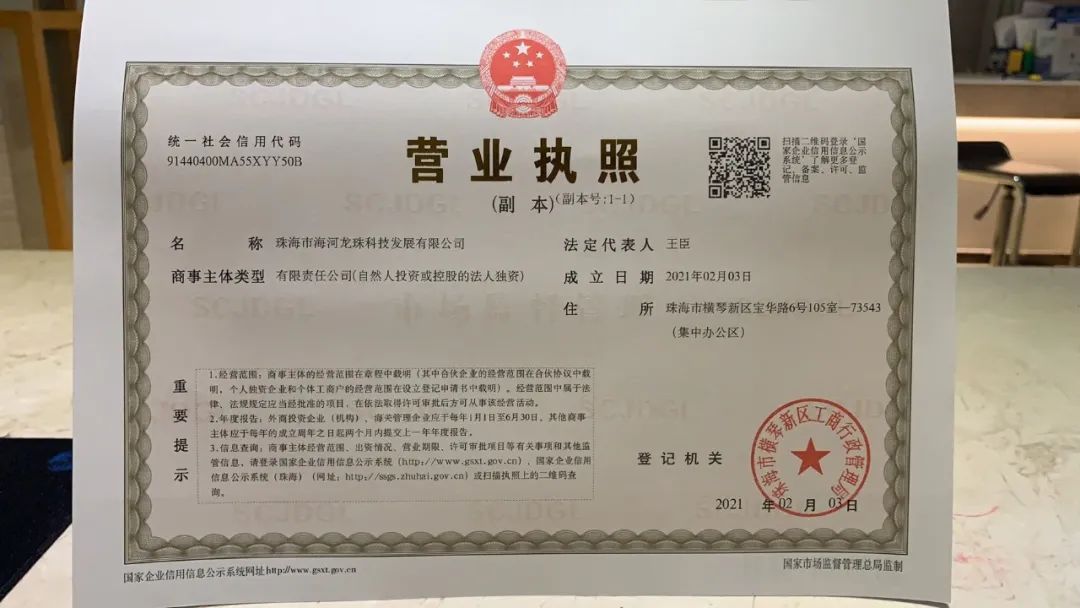 统一社会信用代码
91440400MA55XYY50B
营业执照
(副 本)(副本号:1-1)
扫描二维码登录‘国
家企业信用信息公示
系统’了解更多登
记、备案、许可、监
管信息
名 称 珠海市海河龙珠科技发展有限公司
商事主体类型 有限责任公司(自然人投资或控股的法人独资)
法定代表人 王臣
成立日期 2021年02月03日
住 所 珠海市横琴新区宝华路6号105室—73543
(集中办公区)
重要提示
1.经营范围：商事主体的经营范围在章程中载明（其中合伙企业的经营范围在合伙协议中载
明，个人独资企业和个体工商户的经营范围在设立登记申请书中载明）。经营范围中属于法
律、法规规定应当经批准的项目，在依法取得许可审批后方可从事该经营活动。
2.年度报告：外商投资企业（机构）、海关管理企业应于每年1月1日至6月30日，其他商事
主体应于每年的成立周年之日起两个月内提交上一年年度报告。
3.信息查询：商事主体经营范围、出资情况、营业期限、许可审批项目等有关事项和其他监
管信息，请登录国家企业信用信息公示系统（http://www.gsxt.gov.cn）、国家企业信用
信息公示系统（珠海）（网址：http://ssgs.zhuhai.gov.cn）或扫描执照上的二维码查
询。
登记机关
珠海市横琴新区工商行政管理局
2021 年 02 月 03 日
国家企业信用信息公示系统网址http://www.gsxt.gov.cn
国家市场监督管理总局监制
SCJDGL